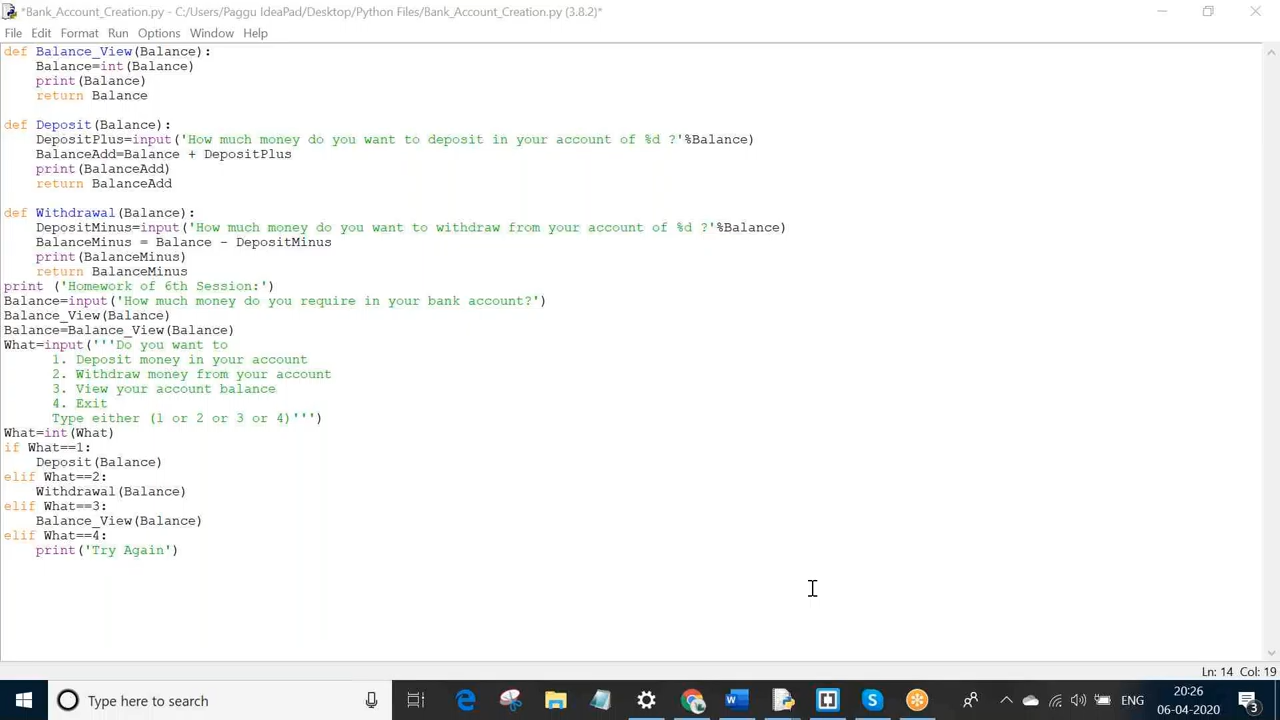 *Bank_Account_Creation.py - C:/Users/Paggu IdeaPad/Desktop/Python Files/Bank_Account_Creation.py (3.8.2)*
File Edit Format Run Options Window Help
def Balance_View(Balance):
    Balance=int(Balance)
    print(Balance)
    return Balance

def Deposit(Balance):
    DepositPlus=input('How much money do you want to deposit in your account of %d ?'%Balance)
    BalanceAdd=Balance + DepositPlus
    print(BalanceAdd)
    return BalanceAdd

def Withdrawal(Balance):
    DepositMinus=input('How much money do you want to withdraw from your account of %d ?'%Balance)
    BalanceMinus = Balance - DepositMinus
    print(BalanceMinus)
    return BalanceMinus
print ('Homework of 6th Session:')
Balance=input('How much money do you require in your bank account?')
Balance_View(Balance)
Balance=Balance_View(Balance)
What=input('''Do you want to
      1. Deposit money in your account
      2. Withdraw money from your account
      3. View your account balance
      4. Exit
      Type either (1 or 2 or 3 or 4)''')
What=int(What)
if What==1:
    Deposit(Balance)
elif What==2:
    Withdrawal(Balance)
elif What==3:
    Balance_View(Balance)
elif What==4:
    print('Try Again')
Ln: 14 Col: 19
Type here to search
ENG
20:26
06-04-2020
3